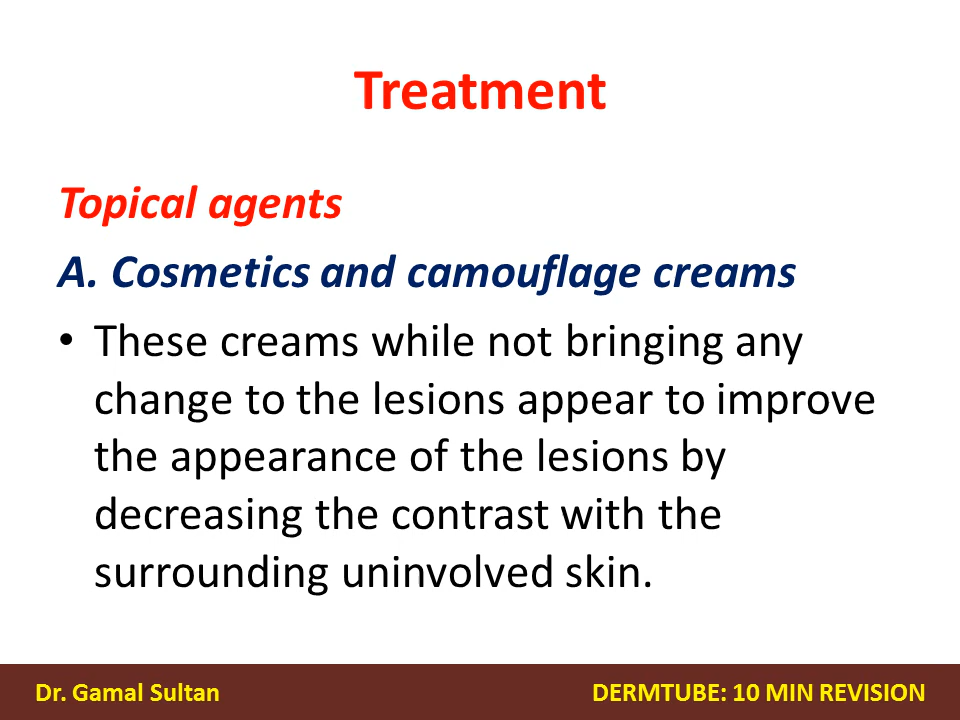 Treatment
Topical agents
A. Cosmetics and camouflage creams
• These creams while not bringing any
change to the lesions appear to improve
the appearance of the lesions by
decreasing the contrast with the
surrounding uninvolved skin.
Dr. Gamal Sultan
DERMTUBE: 10 MIN REVISION